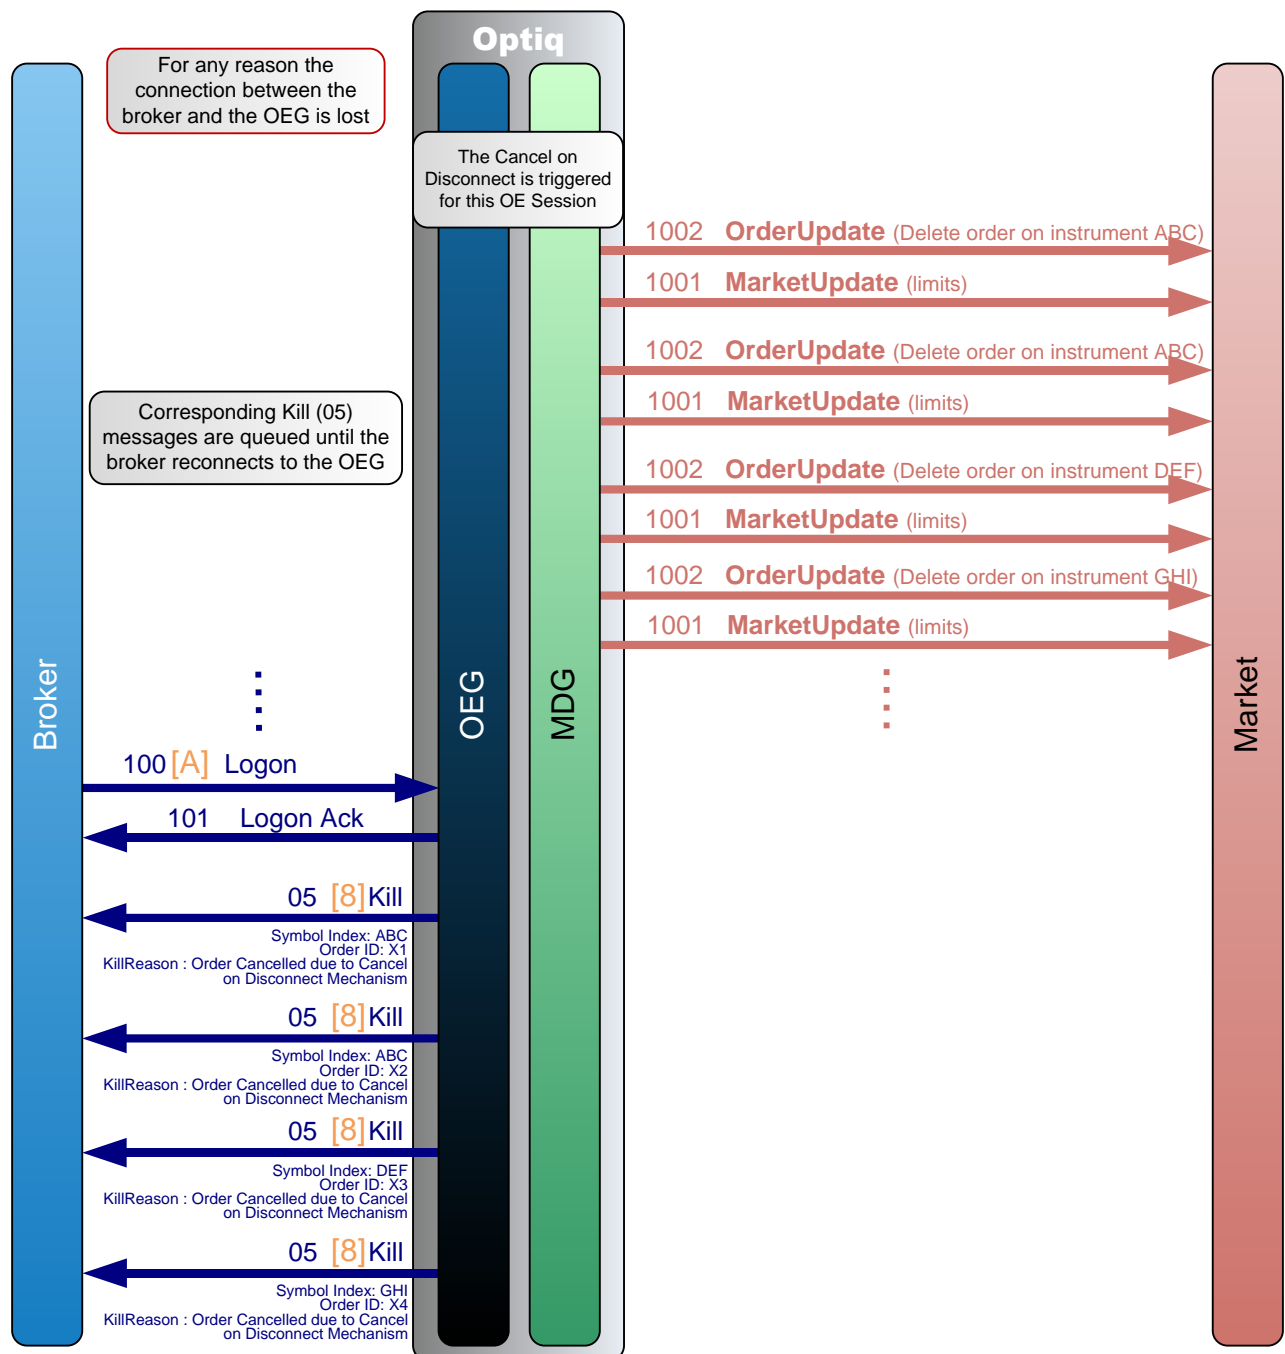 Optiq
For any reason the
connection between the
broker and the OEG is lost
The Cancel on
Disconnect is triggered
for this OE Session
1002 OrderUpdate (Delete order on instrument ABC)
1001 MarketUpdate (limits)
1002 OrderUpdate (Delete order on instrument ABC)
1001 MarketUpdate (limits)
Corresponding Kill (05)
messages are queued until the
broker reconnects to the OEG
1002 OrderUpdate (Delete order on instrument DEF)
1001 MarketUpdate (limits)
1002 OrderUpdate (Delete order on instrument GHI)
1001 MarketUpdate (limits)
Broker
OEG
MDG
Market
100 [A] Logon
101 Logon Ack
05 [8] Kill
Symbol Index: ABC
Order ID: X1
KillReason : Order Cancelled due to Cancel
on Disconnect Mechanism
05 [8] Kill
Symbol Index: ABC
Order ID: X2
KillReason : Order Cancelled due to Cancel
on Disconnect Mechanism
05 [8] Kill
Symbol Index: DEF
Order ID: X3
KillReason : Order Cancelled due to Cancel
on Disconnect Mechanism
05 [8] Kill
Symbol Index: GHI
Order ID: X4
KillReason : Order Cancelled due to Cancel
on Disconnect Mechanism